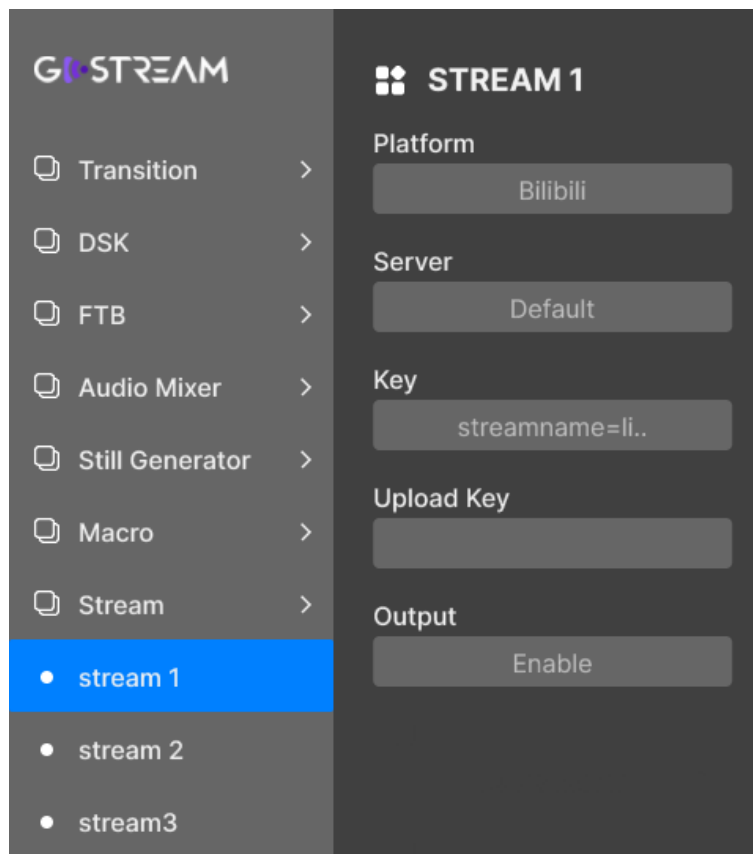 GOSTREAM
Transition
DSK
FTB
Audio Mixer
Still Generator
Macro
Stream
stream 1
stream 2
stream3
STREAM 1
Platform
Bilibili
Server
Default
Key
streamname=li..
Upload Key
Output
Enable